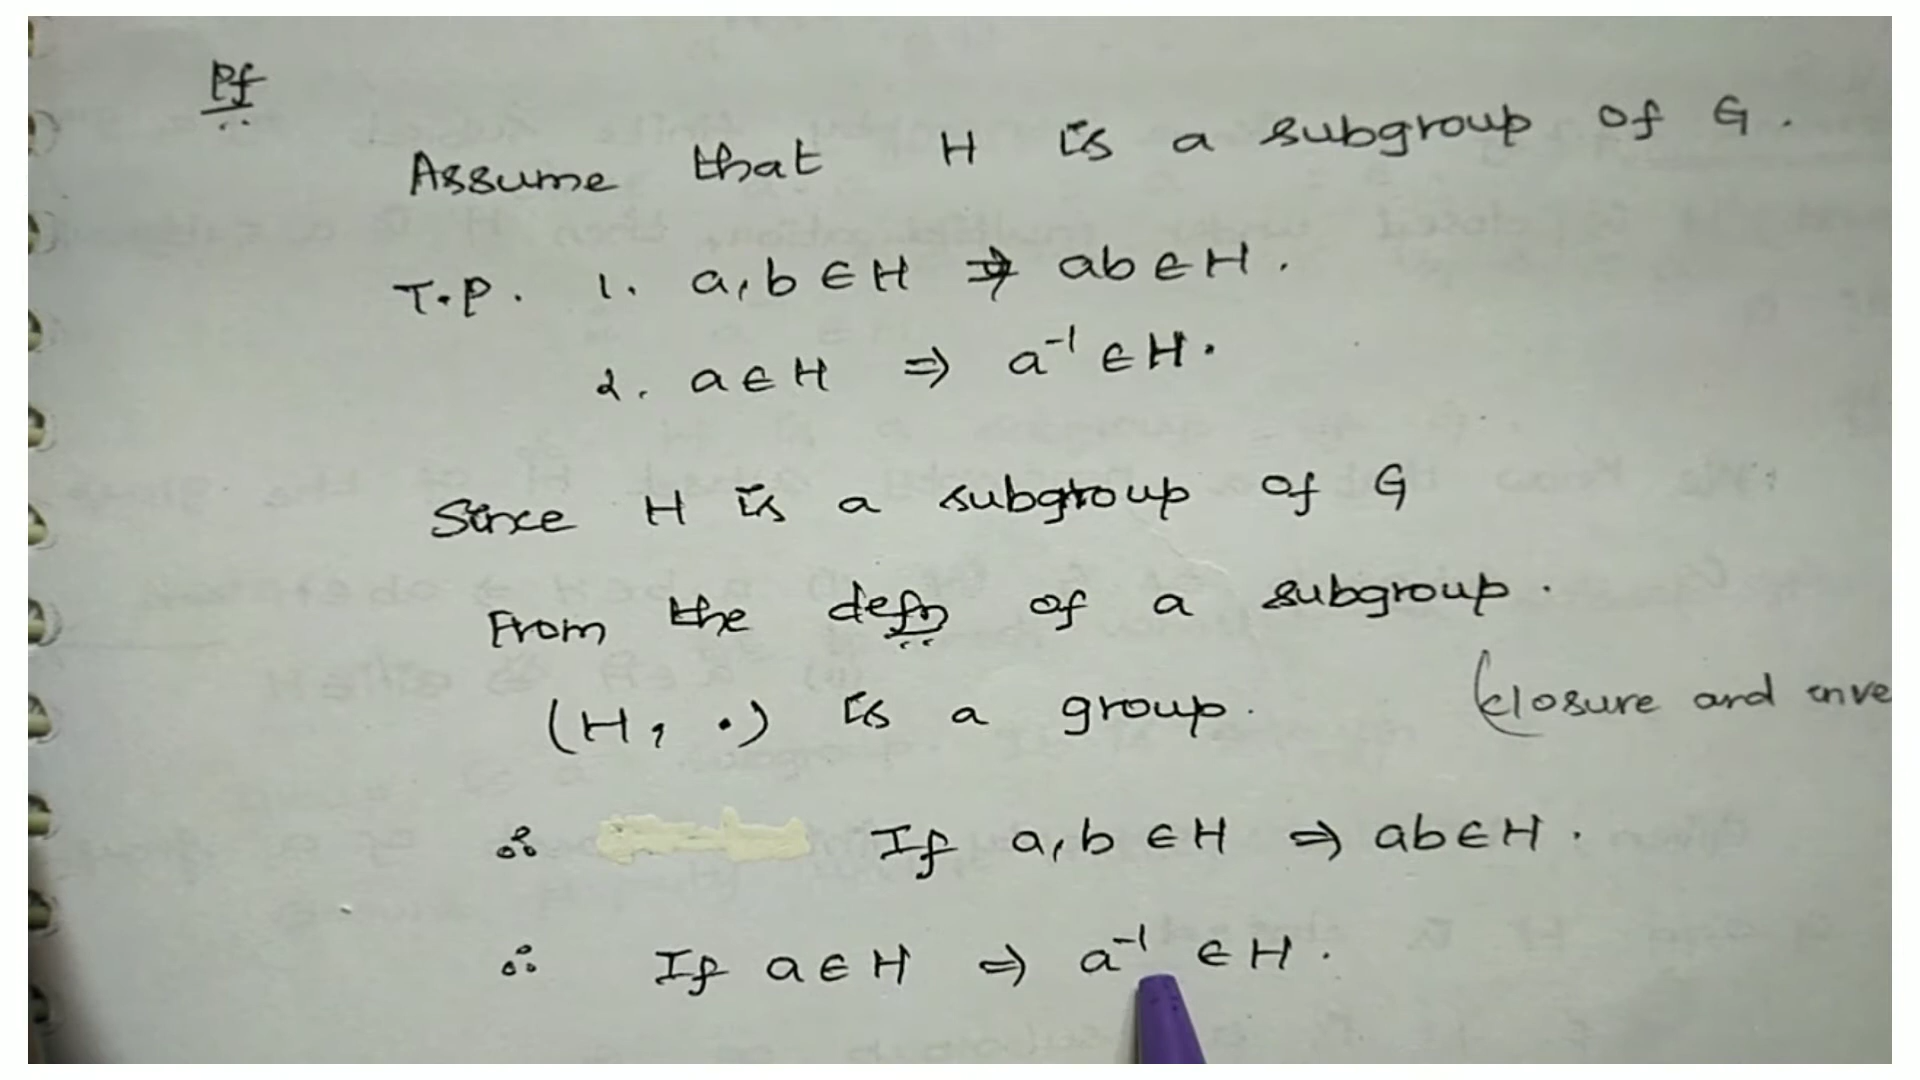 Pf
Assume that H is a subgroup of G.
T.P. 1. a,b ∈ H ⇒ ab ∈ H.
2. a ∈ H ⇒ a⁻¹ ∈ H.
Since H is a subgroup of G
From the defn of a subgroup.
(H, ·) is a group. (closure and inve
∴ If a,b ∈ H ⇒ ab ∈ H.
∴ If a ∈ H ⇒ a⁻¹ ∈ H.